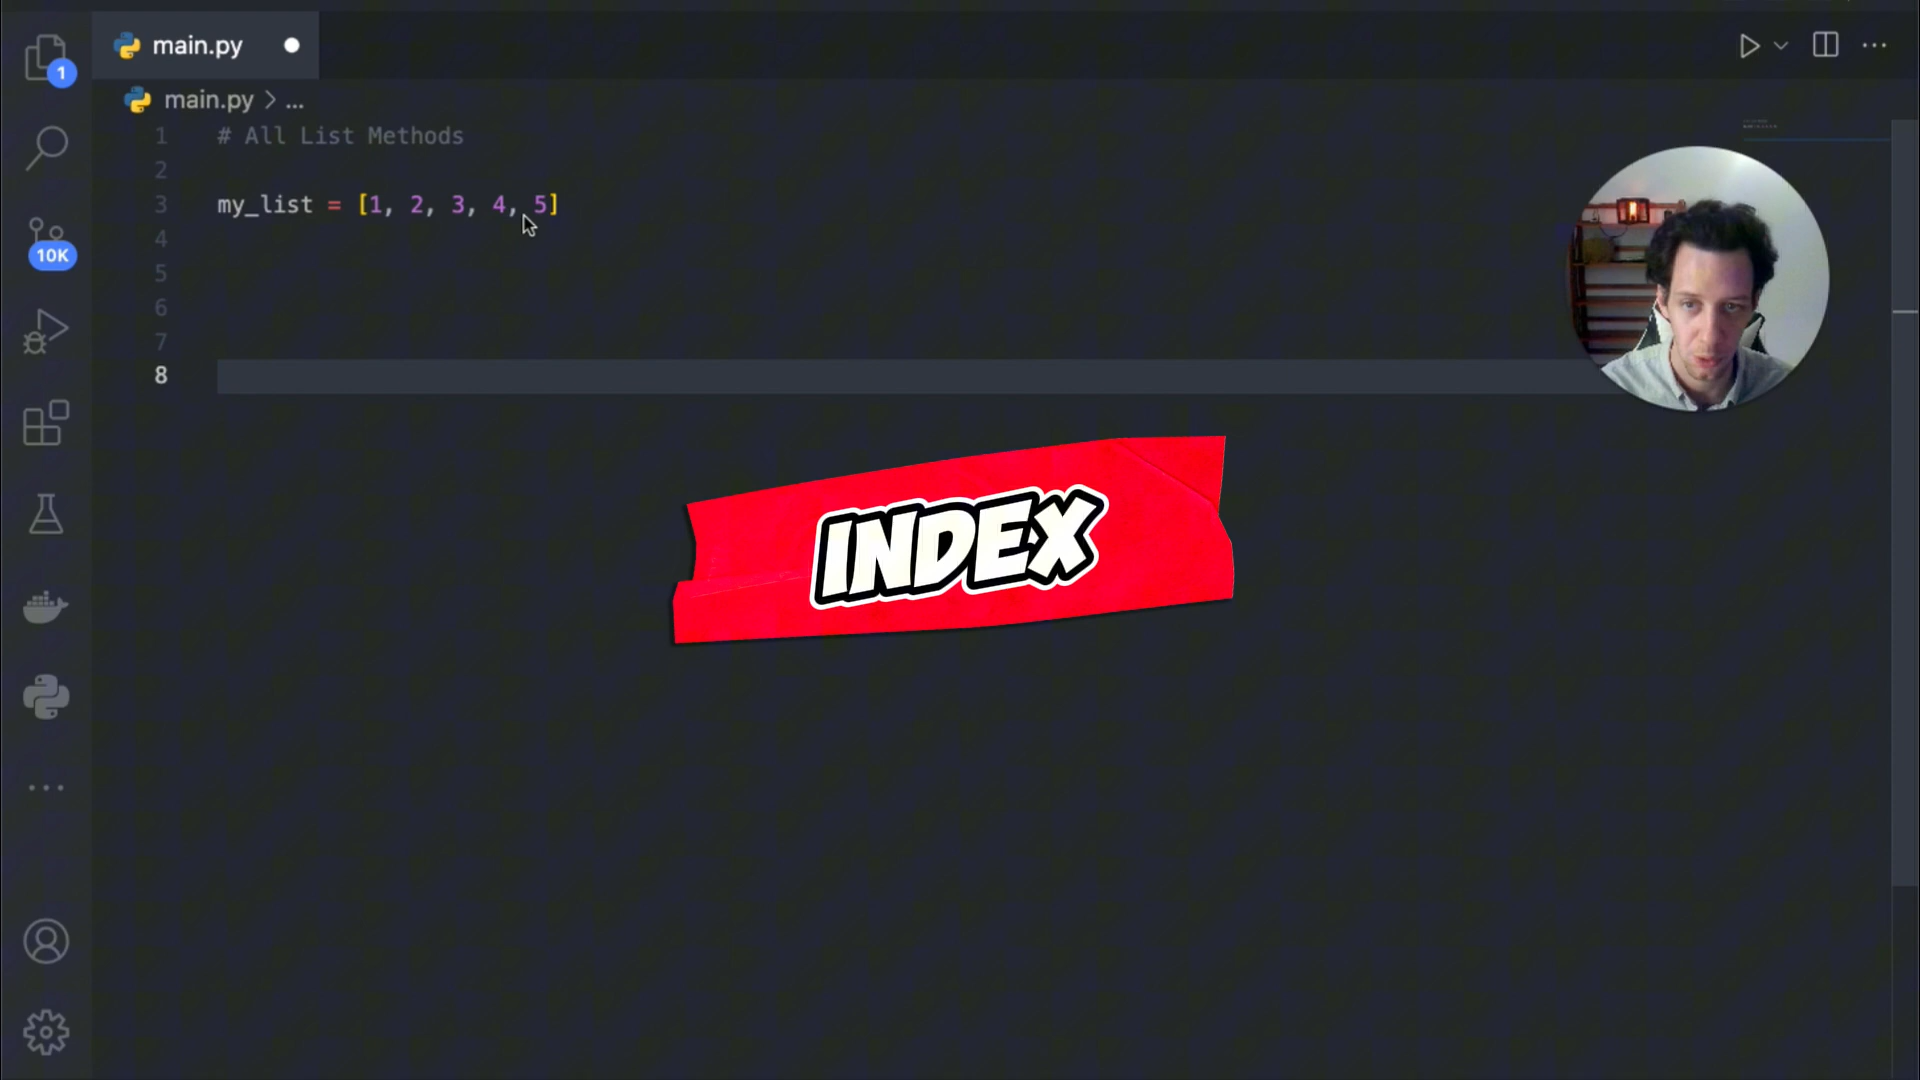 main.py
1
main.py > ...
1 # All List Methods
2
3 my_list = [1, 2, 3, 4, 5]
4
10K
5
6
7
8
INDEX